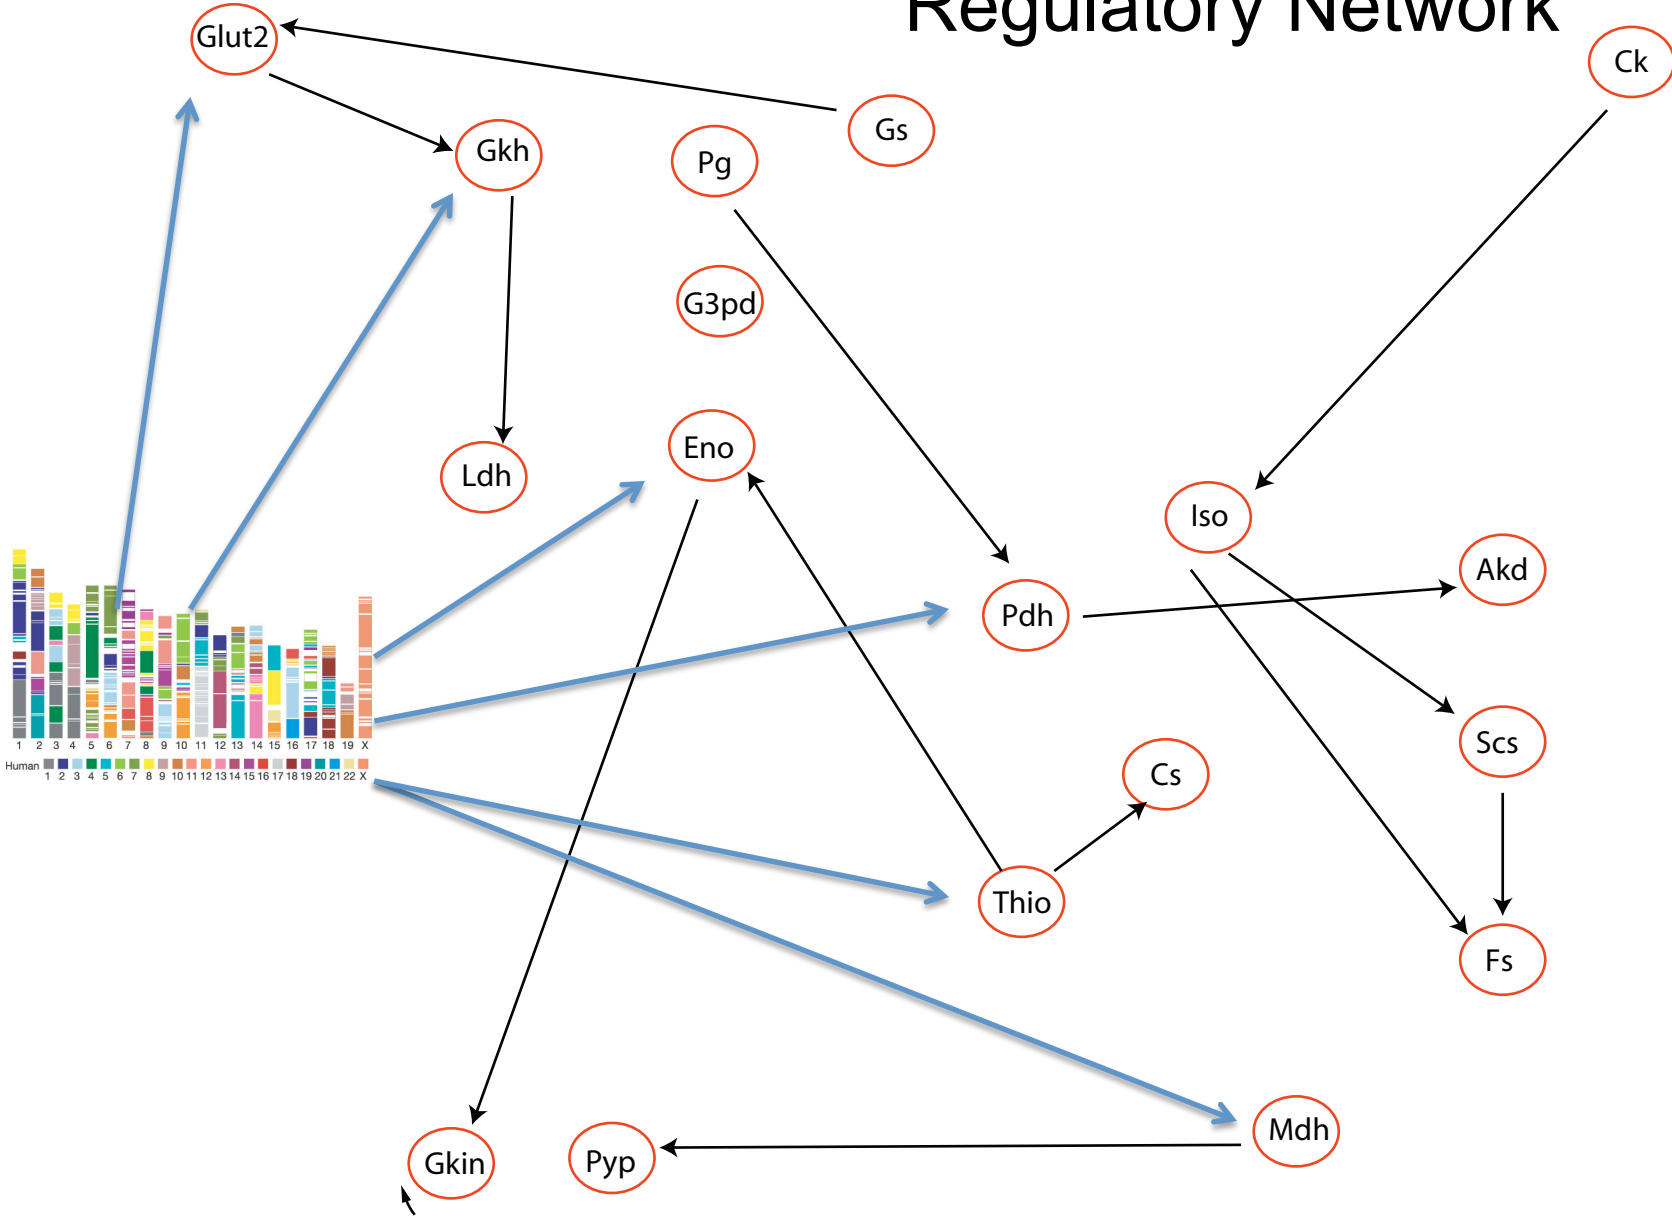 Regulatory Network
Glut2
Ck
Gs
Gkh
Pg
G3pd
Eno
Ldh
Iso
Akd
Pdh
Scs
Cs
Thio
Fs
1 2 3 4 5 6 7 8 9 10 11 12 13 14 15 16 17 18 19 X
Human
1 2 3 4 5 6 7 8 9 10 11 12 13 14 15 16 17 18 19 20 21 22 X
Mdh
Gkin
Pyp